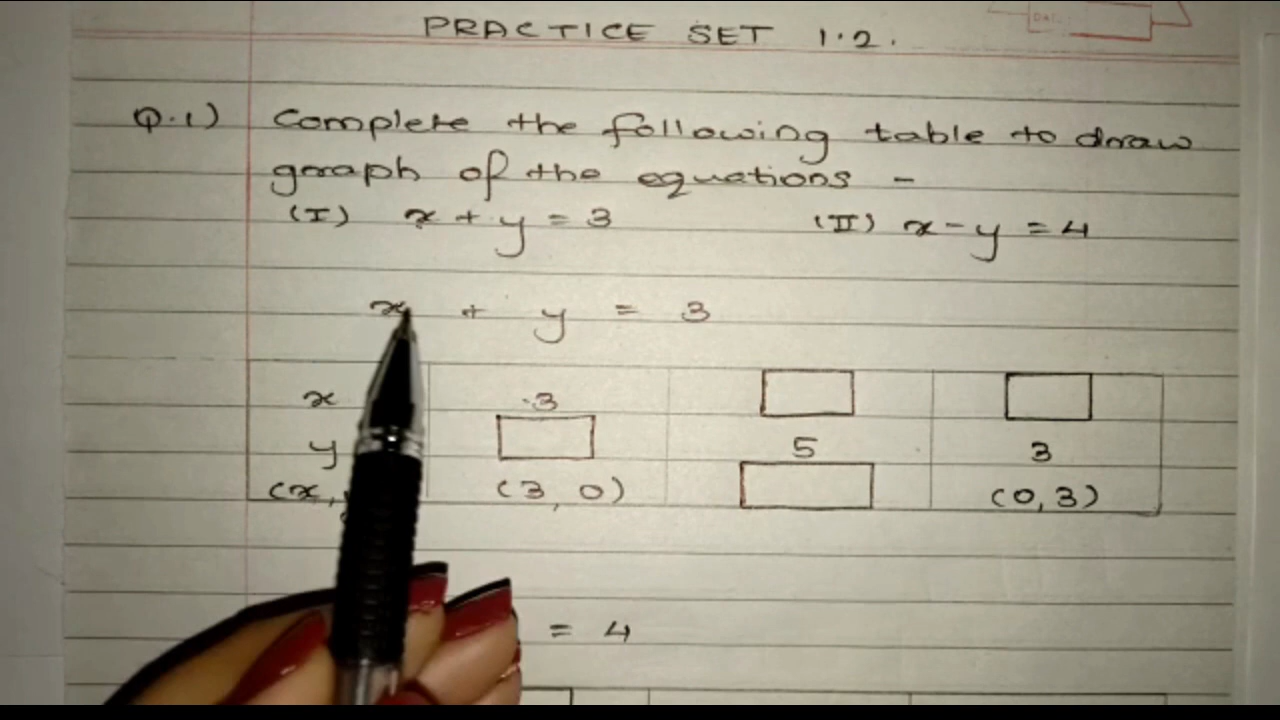 PRACTICE SET 1.2.
Q.1) Complete the following table to draw
graph of the equations -
(I) x + y = 3 (II) x - y = 4
x + y = 3
x 3
y 5 3
(x, (3, 0) (0, 3)
= 4